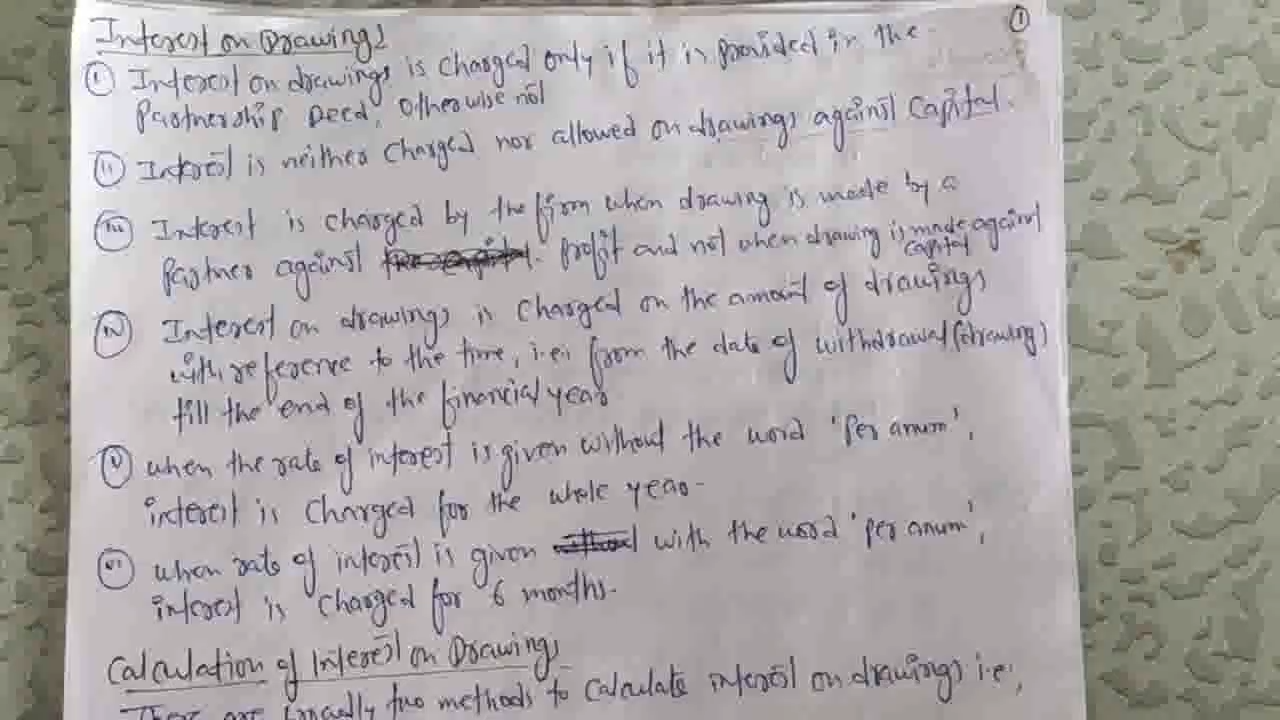 Interest on Drawings
①
(i) Interest on drawings is charged only if it is provided in the
Partnership Deed, otherwise not
(ii) Interest is neither charged nor allowed on drawings against Capital.
(iii) Interest is charged by the firm when drawing is made by a
partner against profit and not when drawing is made against
capital
(iv) Interest on drawings is charged on the amount of drawings
with reference to the time, i.e., from the date of withdrawal (drawing)
till the end of the financial year
(v) when the rate of interest is given without the word 'per anum',
interest is charged for the whole year.
(vi) when rate of interest is given with the word 'per anum',
interest is charged for 6 months.
Calculation of Interest on Drawings
There are two methods to calculate interest on drawings i.e.,